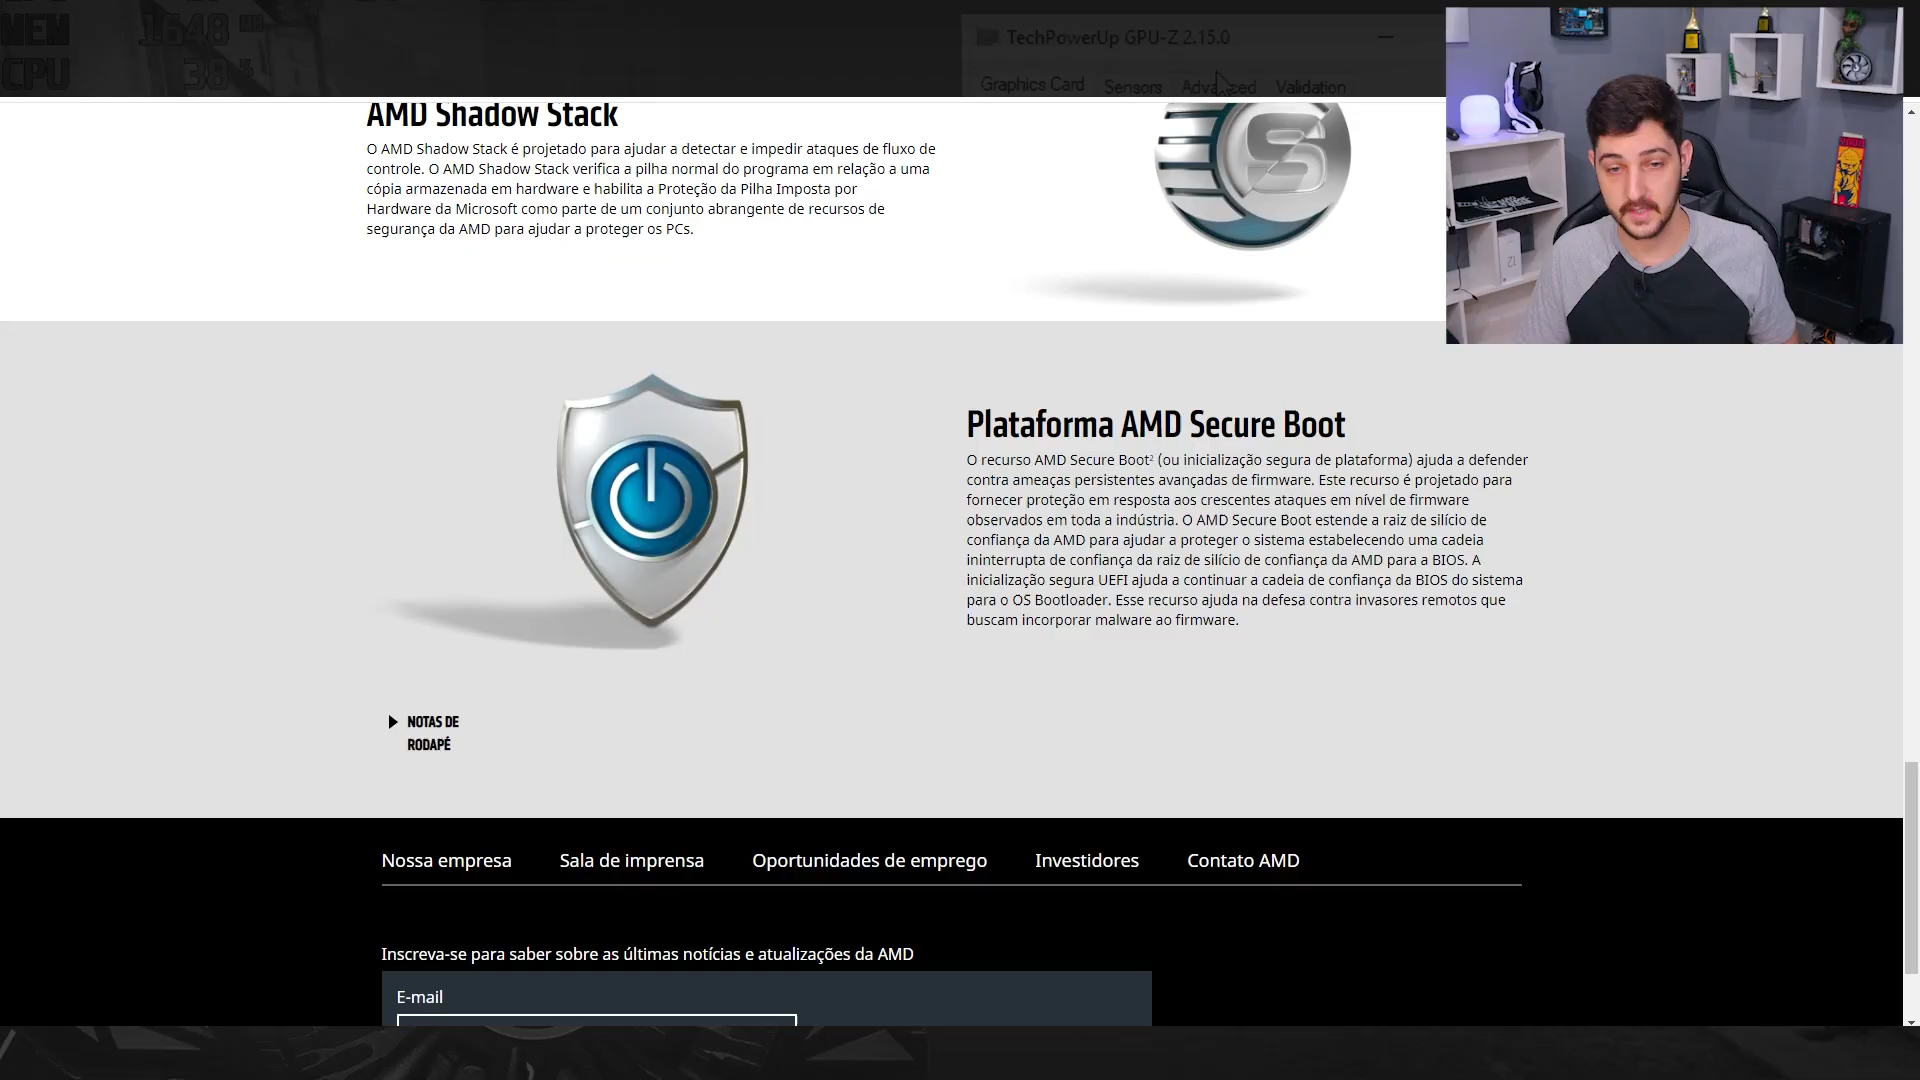 MEM
1648 MB
CPU
38
TechPowerUp GPU-Z 2.15.0
Graphics Card
Sensors
Advanced
Validation
AMD Shadow Stack
O AMD Shadow Stack é projetado para ajudar a detectar e impedir ataques de fluxo de
controle. O AMD Shadow Stack verifica a pilha normal do programa em relação a uma
cópia armazenada em hardware e habilita a Proteção da Pilha Imposta por
Hardware da Microsoft como parte de um conjunto abrangente de recursos de
segurança da AMD para ajudar a proteger os PCs.
S
Plataforma AMD Secure Boot
O recurso AMD Secure Boot² (ou inicialização segura de plataforma) ajuda a defender
contra ameaças persistentes avançadas de firmware. Este recurso é projetado para
fornecer proteção em resposta aos crescentes ataques em nível de firmware
observados em toda a indústria. O AMD Secure Boot estende a raiz de silício de
confiança da AMD para ajudar a proteger o sistema estabelecendo uma cadeia
ininterrupta de confiança da raiz de silício de confiança da AMD para a BIOS. A
inicialização segura UEFI ajuda a continuar a cadeia de confiança da BIOS do sistema
para o OS Bootloader. Esse recurso ajuda na defesa contra invasores remotos que
buscam incorporar malware ao firmware.
NOTAS DE
RODAPÉ
Nossa empresa
Sala de imprensa
Oportunidades de emprego
Investidores
Contato AMD
Inscreva-se para saber sobre as últimas notícias e atualizações da AMD
E-mail